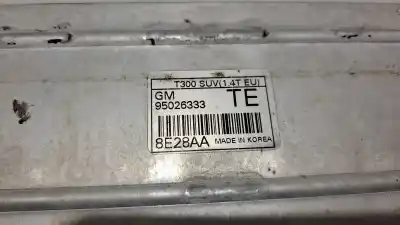 T300 SUV(1.4T EU)
GM TE
95026333
8E28AA MADE IN KOREA